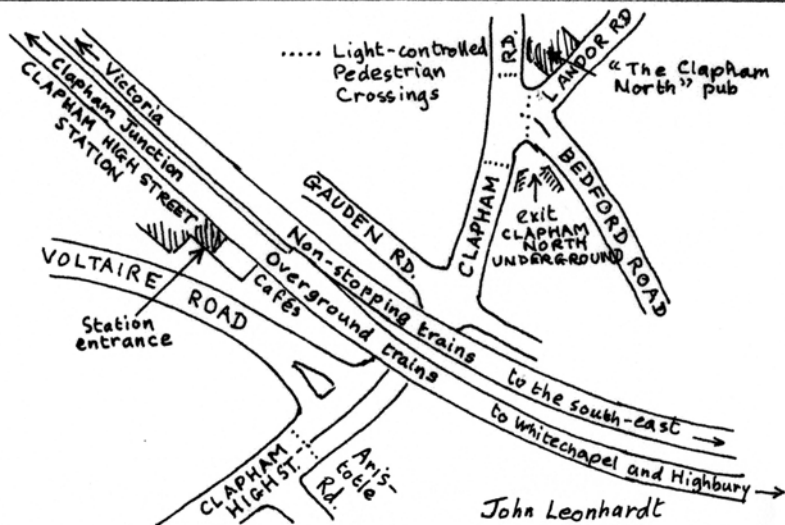 Victoria
Clapham Junction
CLAPHAM HIGH STREET
STATION
..... Light-controlled
Pedestrian
Crossings
RD.
LANDOR RD
"The Clapham
North" pub
BEDFORD ROAD
CLAPHAM
exit
CLAPHAM
NORTH
UNDERGROUND
GAUDEN RD.
Non-stopping trains
to the south-east
Overground trains
to Whitechapel and Highbury
Cafés
VOLTAIRE ROAD
Station
entrance
CLAPHAM
HIGH ST.
Aris-
totle
Rd.
John Leonhardt